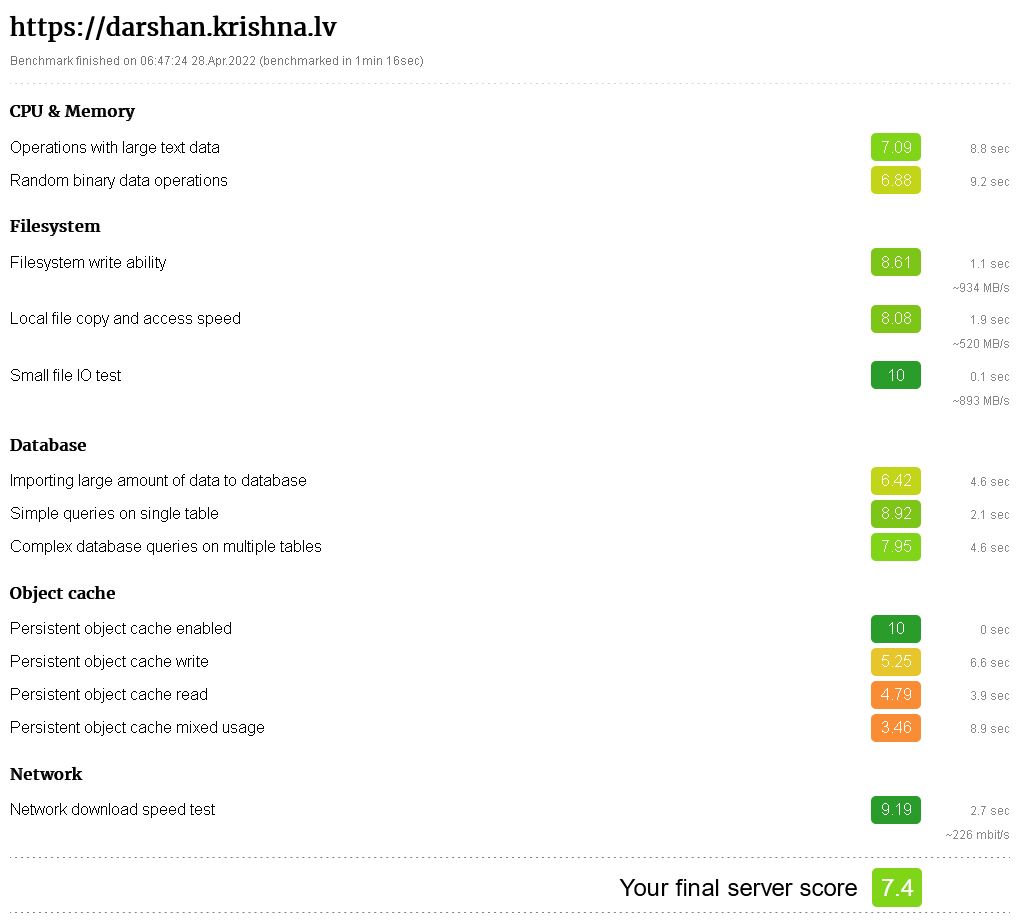 https://darshan.krishna.lv
Benchmark finished on 06:47:24 28.Apr.2022 (benchmarked in 1min 16sec)
CPU & Memory
Operations with large text data 7.09 8.8 sec
Random binary data operations 6.88 9.2 sec
Filesystem
Filesystem write ability 8.61 1.1 sec
~934 MB/s
Local file copy and access speed 8.08 1.9 sec
~520 MB/s
Small file IO test 10 0.1 sec
~893 MB/s
Database
Importing large amount of data to database 6.42 4.6 sec
Simple queries on single table 8.92 2.1 sec
Complex database queries on multiple tables 7.95 4.6 sec
Object cache
Persistent object cache enabled 10 0 sec
Persistent object cache write 5.25 6.6 sec
Persistent object cache read 4.79 3.9 sec
Persistent object cache mixed usage 3.46 8.9 sec
Network
Network download speed test 9.19 2.7 sec
~226 mbit/s
Your final server score 7.4